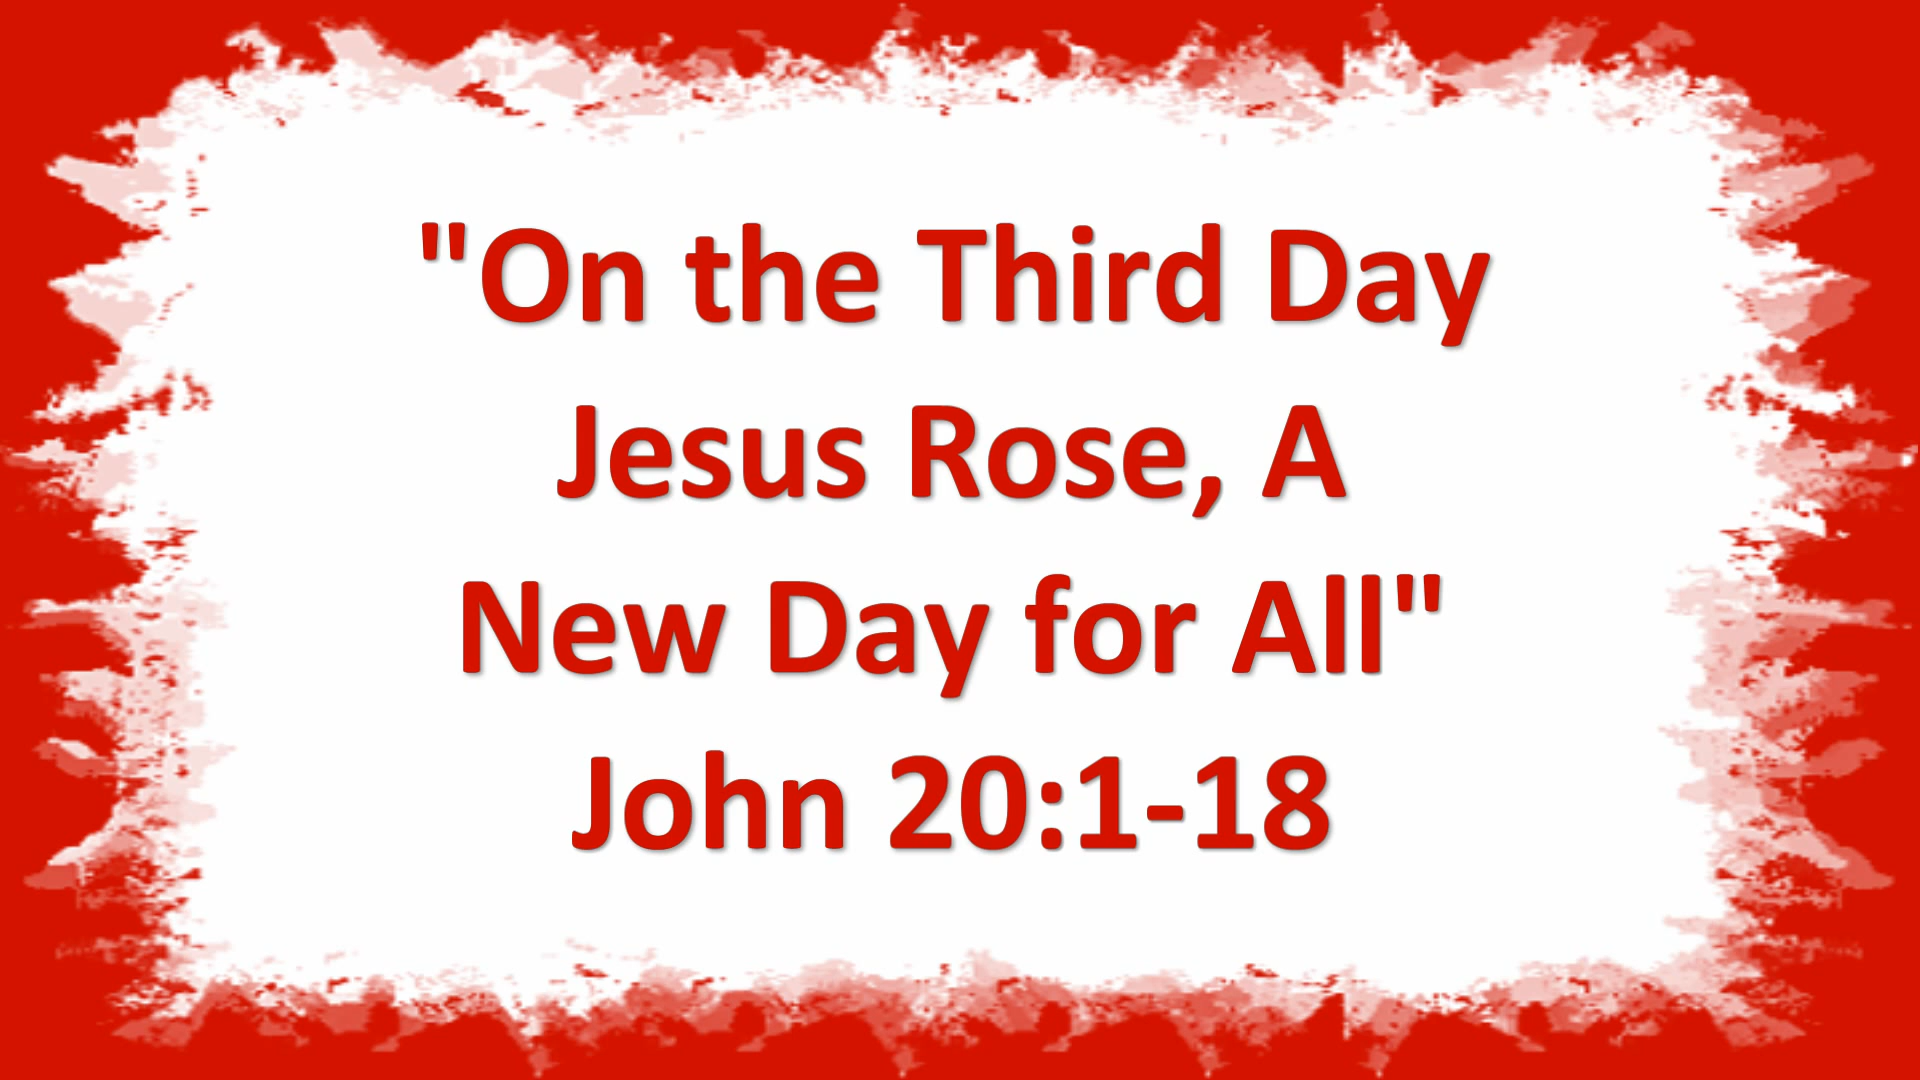 "On the Third Day
Jesus Rose, A
New Day for All"
John 20:1-18